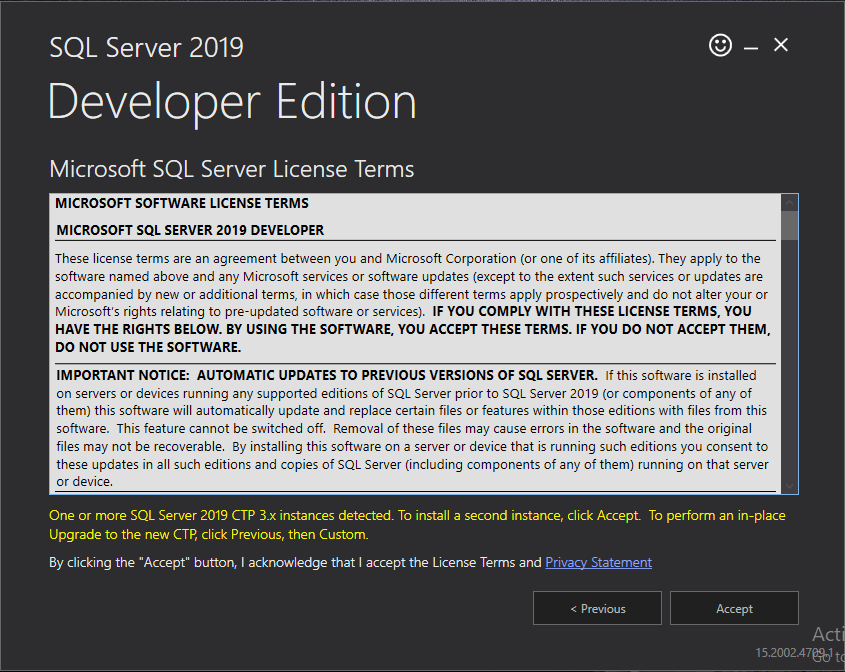 SQL Server 2019
Developer Edition
Microsoft SQL Server License Terms
MICROSOFT SOFTWARE LICENSE TERMS
MICROSOFT SQL SERVER 2019 DEVELOPER
These license terms are an agreement between you and Microsoft Corporation (or one of its affiliates). They apply to the
software named above and any Microsoft services or software updates (except to the extent such services or updates are
accompanied by new or additional terms, in which case those different terms apply prospectively and do not alter your or
Microsoft's rights relating to pre-updated software or services).  IF YOU COMPLY WITH THESE LICENSE TERMS, YOU
HAVE THE RIGHTS BELOW. BY USING THE SOFTWARE, YOU ACCEPT THESE TERMS. IF YOU DO NOT ACCEPT THEM,
DO NOT USE THE SOFTWARE.
IMPORTANT NOTICE:  AUTOMATIC UPDATES TO PREVIOUS VERSIONS OF SQL SERVER.  If this software is installed
on servers or devices running any supported editions of SQL Server prior to SQL Server 2019 (or components of any of
them) this software will automatically update and replace certain files or features within those editions with files from this
software.  This feature cannot be switched off.  Removal of these files may cause errors in the software and the original
files may not be recoverable.  By installing this software on a server or device that is running such editions you consent to
these updates in all such editions and copies of SQL Server (including components of any of them) running on that server
or device.
One or more SQL Server 2019 CTP 3.x instances detected. To install a second instance, click Accept.  To perform an in-place
Upgrade to the new CTP, click Previous, then Custom.
By clicking the "Accept" button, I acknowledge that I accept the License Terms and Privacy Statement
< Previous
Accept
Acti
15.2002.4709.1
Go to